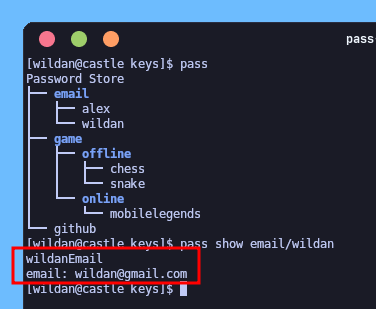 pass
[wildan@castle keys]$ pass
Password Store
├── email
│   ├── alex
│   └── wildan
├── game
│   ├── offline
│   │   ├── chess
│   │   └── snake
│   └── online
│       └── mobilelegends
└── github
[wildan@castle keys]$ pass show email/wildan
wildanEmail
email: wildan@gmail.com
[wildan@castle keys]$